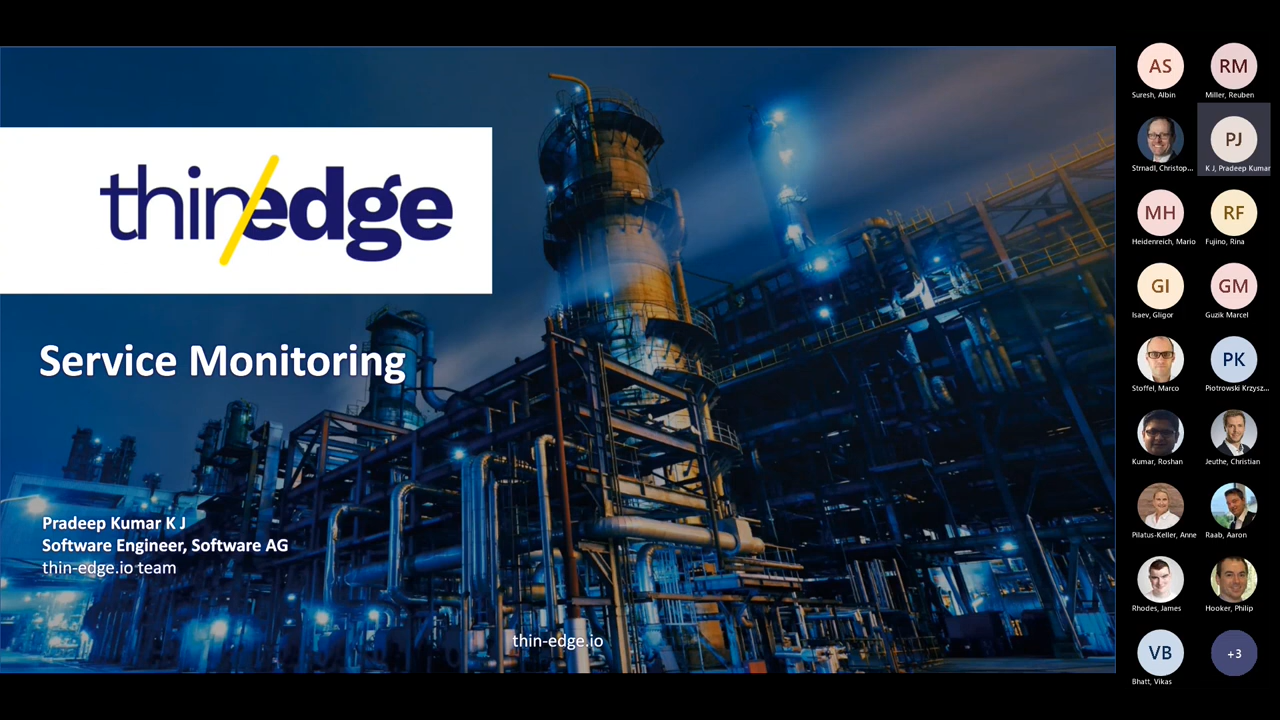 thin/edge
Service Monitoring
Pradeep Kumar K J
Software Engineer, Software AG
thin-edge.io team
thin-edge.io
AS
Suresh, Albin
RM
Miller, Reuben
Strnadl, Christop...
PJ
K J, Pradeep Kumar
MH
Heidenreich, Mario
RF
Fujino, Rina
GI
Isaev, Gligor
GM
Guzik Marcel
Stoffel, Marco
PK
Piotrowski Krzysz...
Kumar, Roshan
Jeuthe, Christian
Pilatus-Keller, Anne
Raab, Aaron
Rhodes, James
Hooker, Philip
VB
Bhatt, Vikas
+3